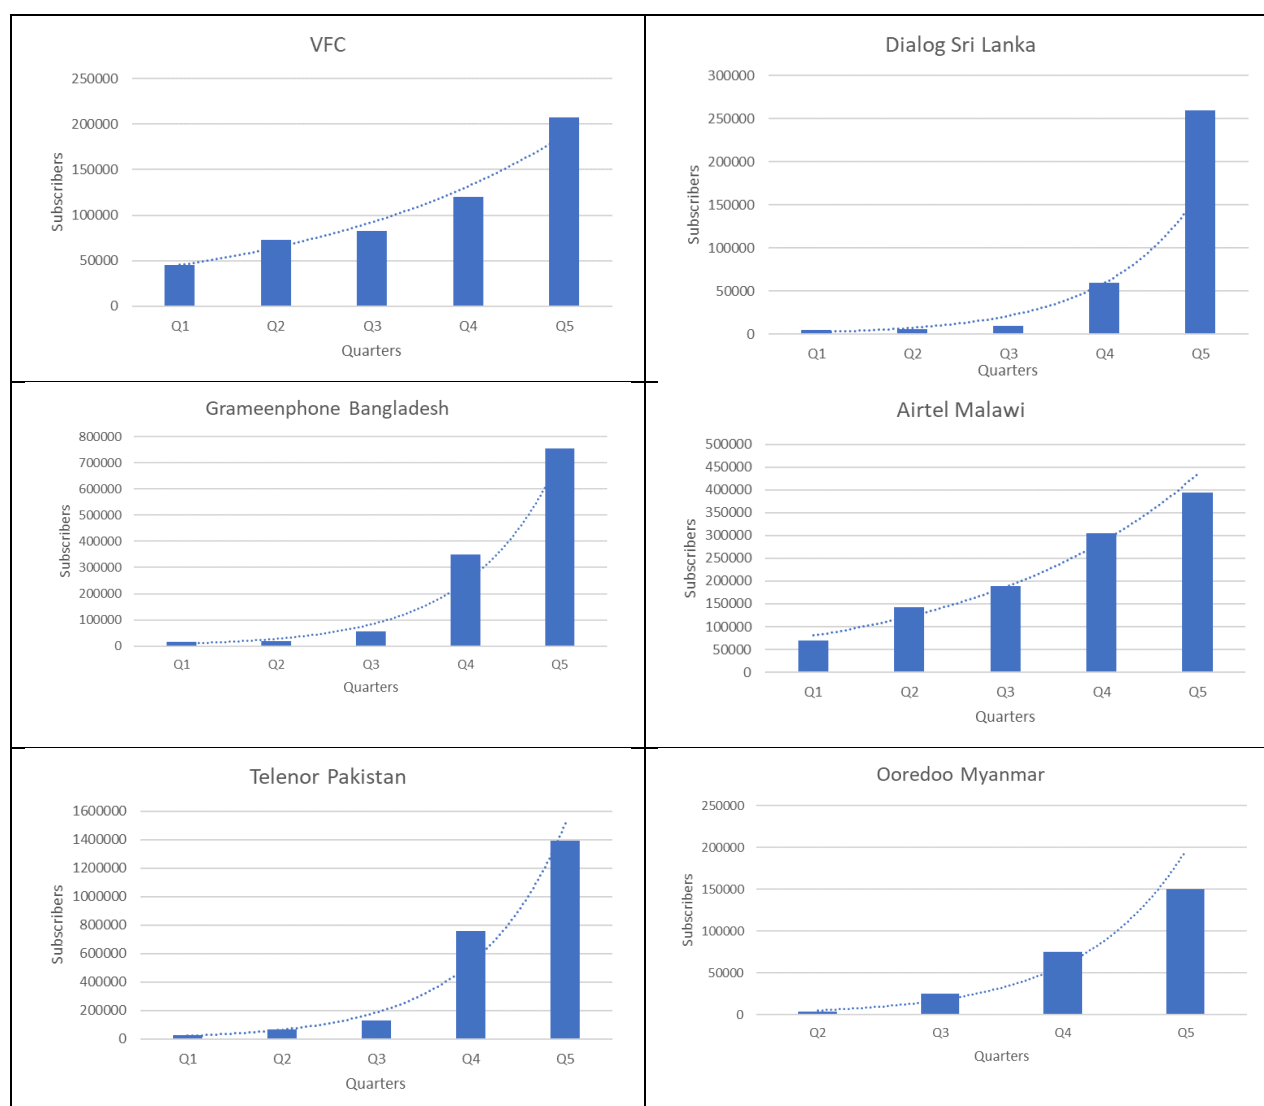 VFC
250000
200000
150000
100000
50000
0
Subscribers
Q1 Q2 Q3 Q4 Q5
Quarters
Dialog Sri Lanka
300000
250000
200000
150000
100000
50000
0
Subscribers
Q1 Q2 Q3 Q4 Q5
Quarters
Grameenphone Bangladesh
800000
700000
600000
500000
400000
300000
200000
100000
0
Subscribers
Q1 Q2 Q3 Q4 Q5
Quarters
Airtel Malawi
500000
450000
400000
350000
300000
250000
200000
150000
100000
50000
0
Subscribers
Q1 Q2 Q3 Q4 Q5
Quarters
Telenor Pakistan
1600000
1400000
1200000
1000000
800000
600000
400000
200000
0
Subscribers
Q1 Q2 Q3 Q4 Q5
Quarters
Ooredoo Myanmar
250000
200000
150000
100000
50000
0
Subscribers
Q2 Q3 Q4 Q5
Quarters